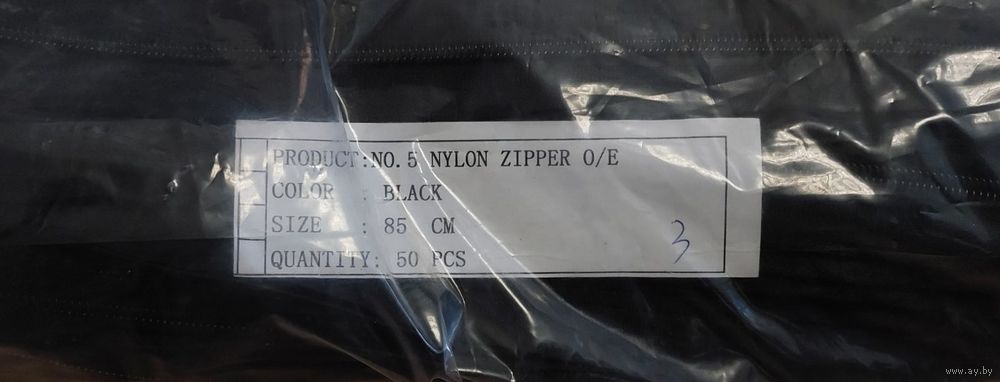 PRODUCT:NO.5 NYLON ZIPPER O/E
COLOR : BLACK
SIZE : 85 CM
QUANTITY: 50 PCS
3
www.ay.by